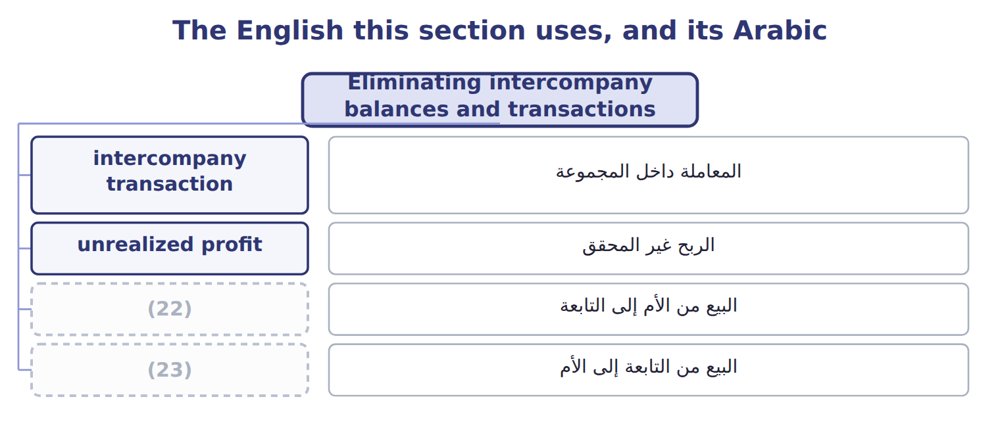 The English this section uses, and its Arabic
Eliminating intercompany
balances and transactions
intercompany
transaction
المعاملة داخل المجموعة
unrealized profit
الربح غير المحقق
(22)
البيع من الأم إلى التابعة
(23)
البيع من التابعة إلى الأم